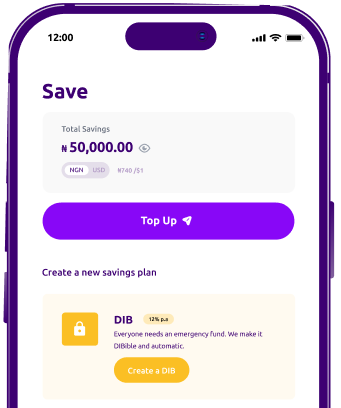 12:00
Save
Total Savings
₦ 50,000.00
NGN USD ₦740 /$1
Top Up
Create a new savings plan
DIB 12% p.a
Everyone needs an emergency fund. We make it
DIBible and automatic.
Create a DIB